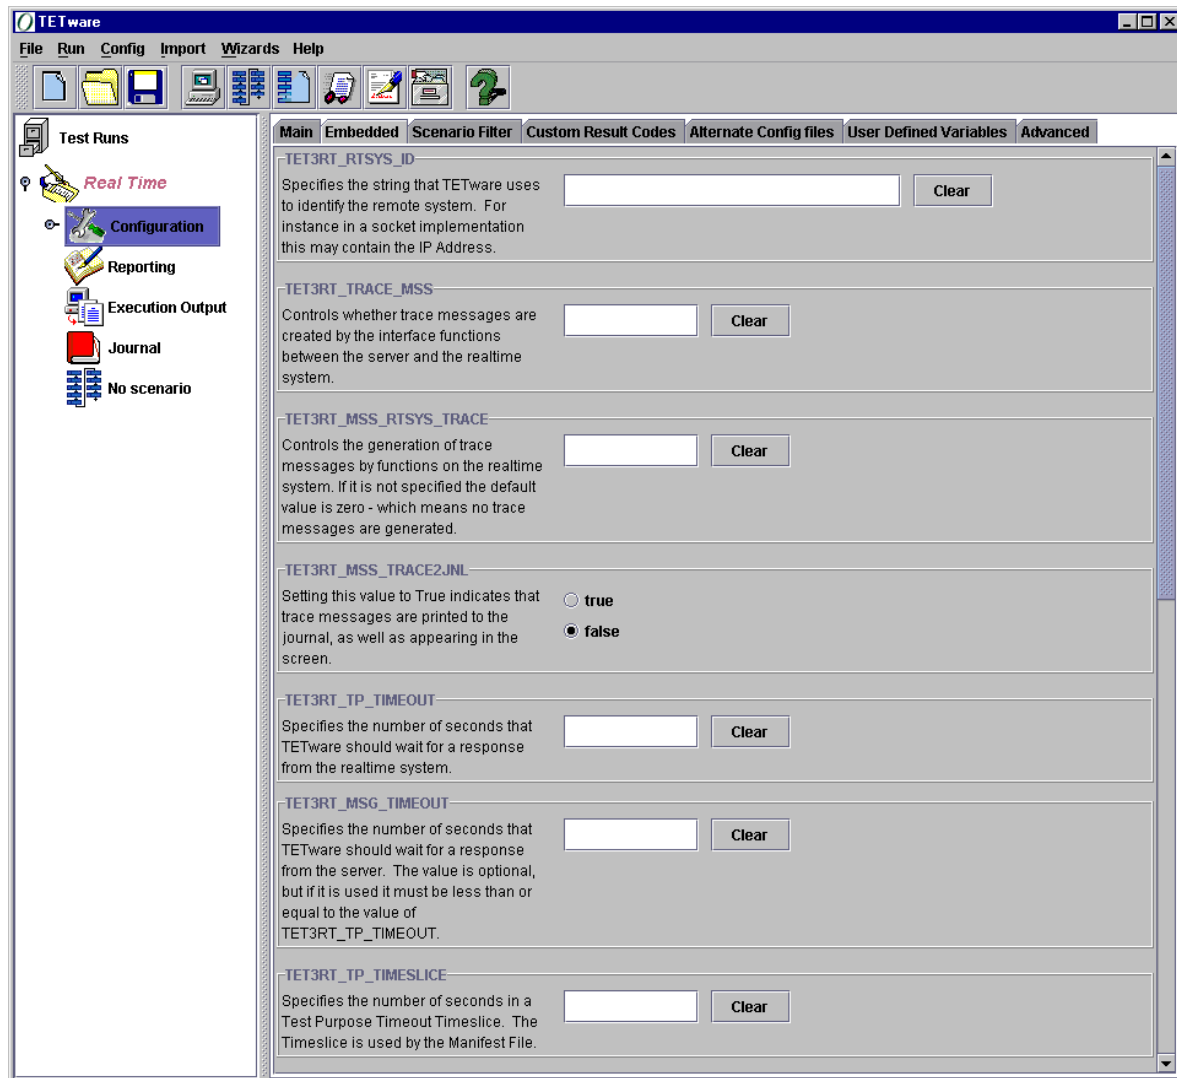 TETware
File Run Config Import Wizards Help
Test Runs
Real Time
Configuration
Reporting
Execution Output
Journal
No scenario
Main Embedded Scenario Filter Custom Result Codes Alternate Config files User Defined Variables Advanced
TET3RT_RTSYS_ID
Specifies the string that TETware uses
to identify the remote system. For
instance in a socket implementation
this may contain the IP Address.
Clear
TET3RT_TRACE_MSS
Controls whether trace messages are
created by the interface functions
between the server and the realtime
system.
Clear
TET3RT_MSS_RTSYS_TRACE
Controls the generation of trace
messages by functions on the realtime
system. If it is not specified the default
value is zero - which means no trace
messages are generated.
Clear
TET3RT_MSS_TRACE2JNL
Setting this value to True indicates that
trace messages are printed to the
journal, as well as appearing in the
screen.
true
false
TET3RT_TP_TIMEOUT
Specifies the number of seconds that
TETware should wait for a response
from the realtime system.
Clear
TET3RT_MSG_TIMEOUT
Specifies the number of seconds that
TETware should wait for a response
from the server. The value is optional,
but if it is used it must be less than or
equal to the value of
TET3RT_TP_TIMEOUT.
Clear
TET3RT_TP_TIMESLICE
Specifies the number of seconds in a
Test Purpose Timeout Timeslice. The
Timeslice is used by the Manifest File.
Clear